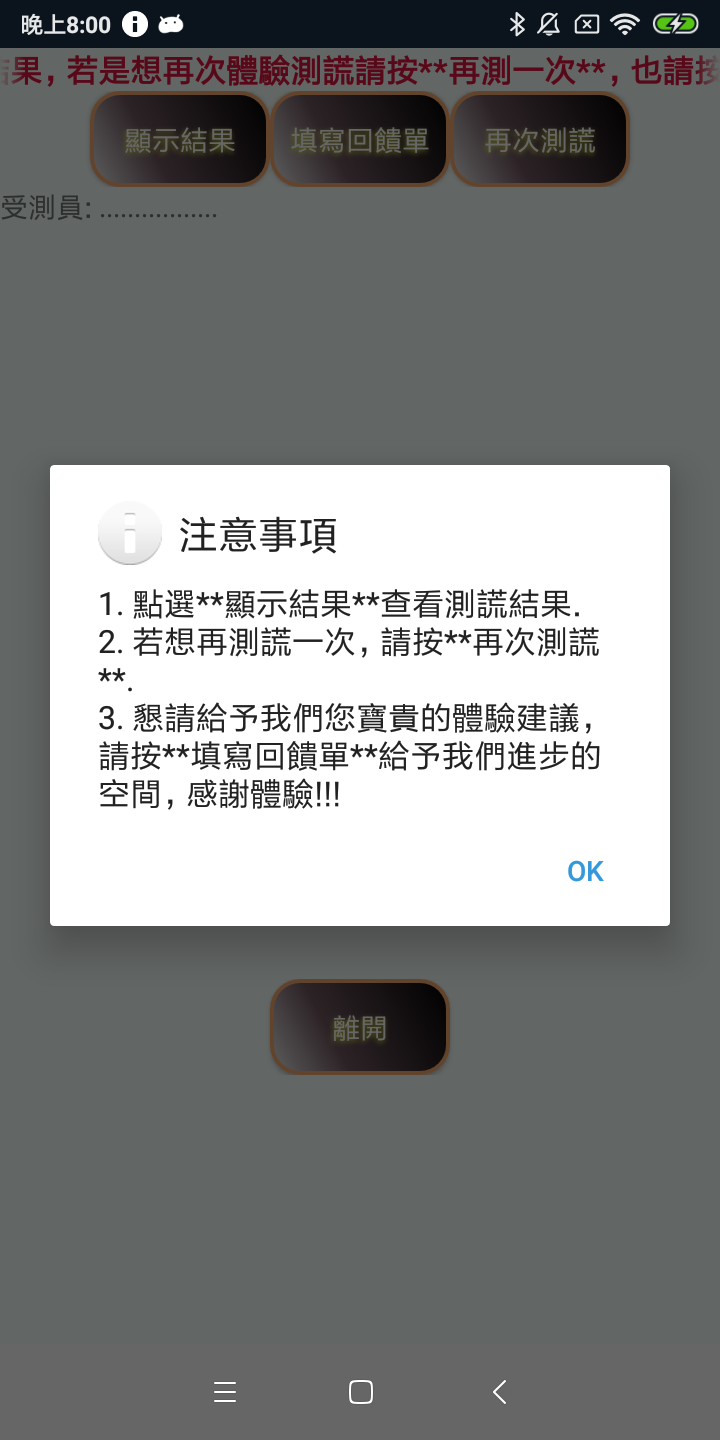 晚上8:00
果, 若是想再次體驗測謊請按**再測一次**, 也請按
顯示結果
填寫回饋單
再次測謊
受測員: .................
注意事項
1. 點選**顯示結果**查看測謊結果.
2. 若想再測謊一次, 請按**再次測謊
**.
3. 懇請給予我們您寶貴的體驗建議,
請按**填寫回饋單**給予我們進步的
空間, 感謝體驗!!!
OK
離開